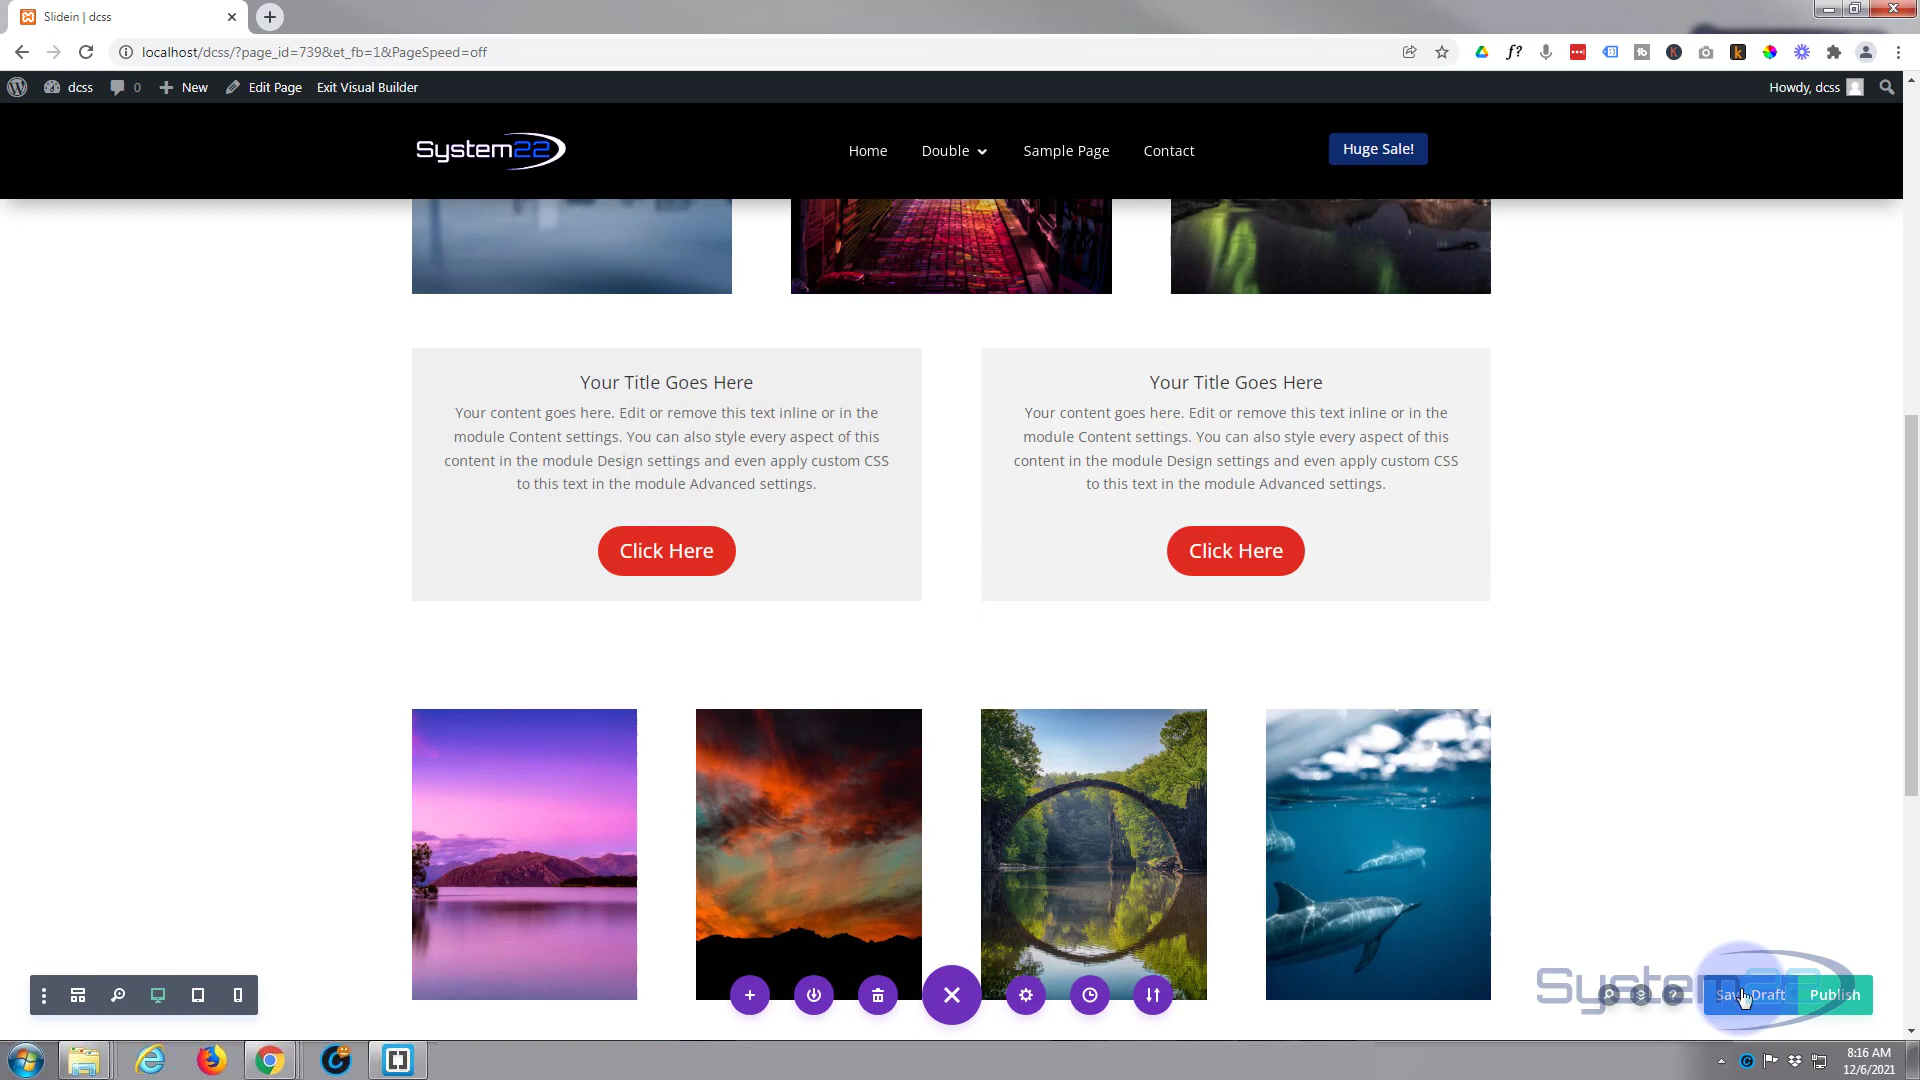 Slidein | dcss
localhost/dcss/?page_id=739&et_fb=1&PageSpeed=off
dcss
0
New
Edit Page
Exit Visual Builder
Howdy, dcss
System22
Home
Double
Sample Page
Contact
Huge Sale!
Your Title Goes Here
Your content goes here. Edit or remove this text inline or in the
module Content settings. You can also style every aspect of this
content in the module Design settings and even apply custom CSS
to this text in the module Advanced settings.
Click Here
Your Title Goes Here
Your content goes here. Edit or remove this text inline or in the
module Content settings. You can also style every aspect of this
content in the module Design settings and even apply custom CSS
to this text in the module Advanced settings.
Click Here
System22
Save Draft
Publish
8:16 AM
12/6/2021